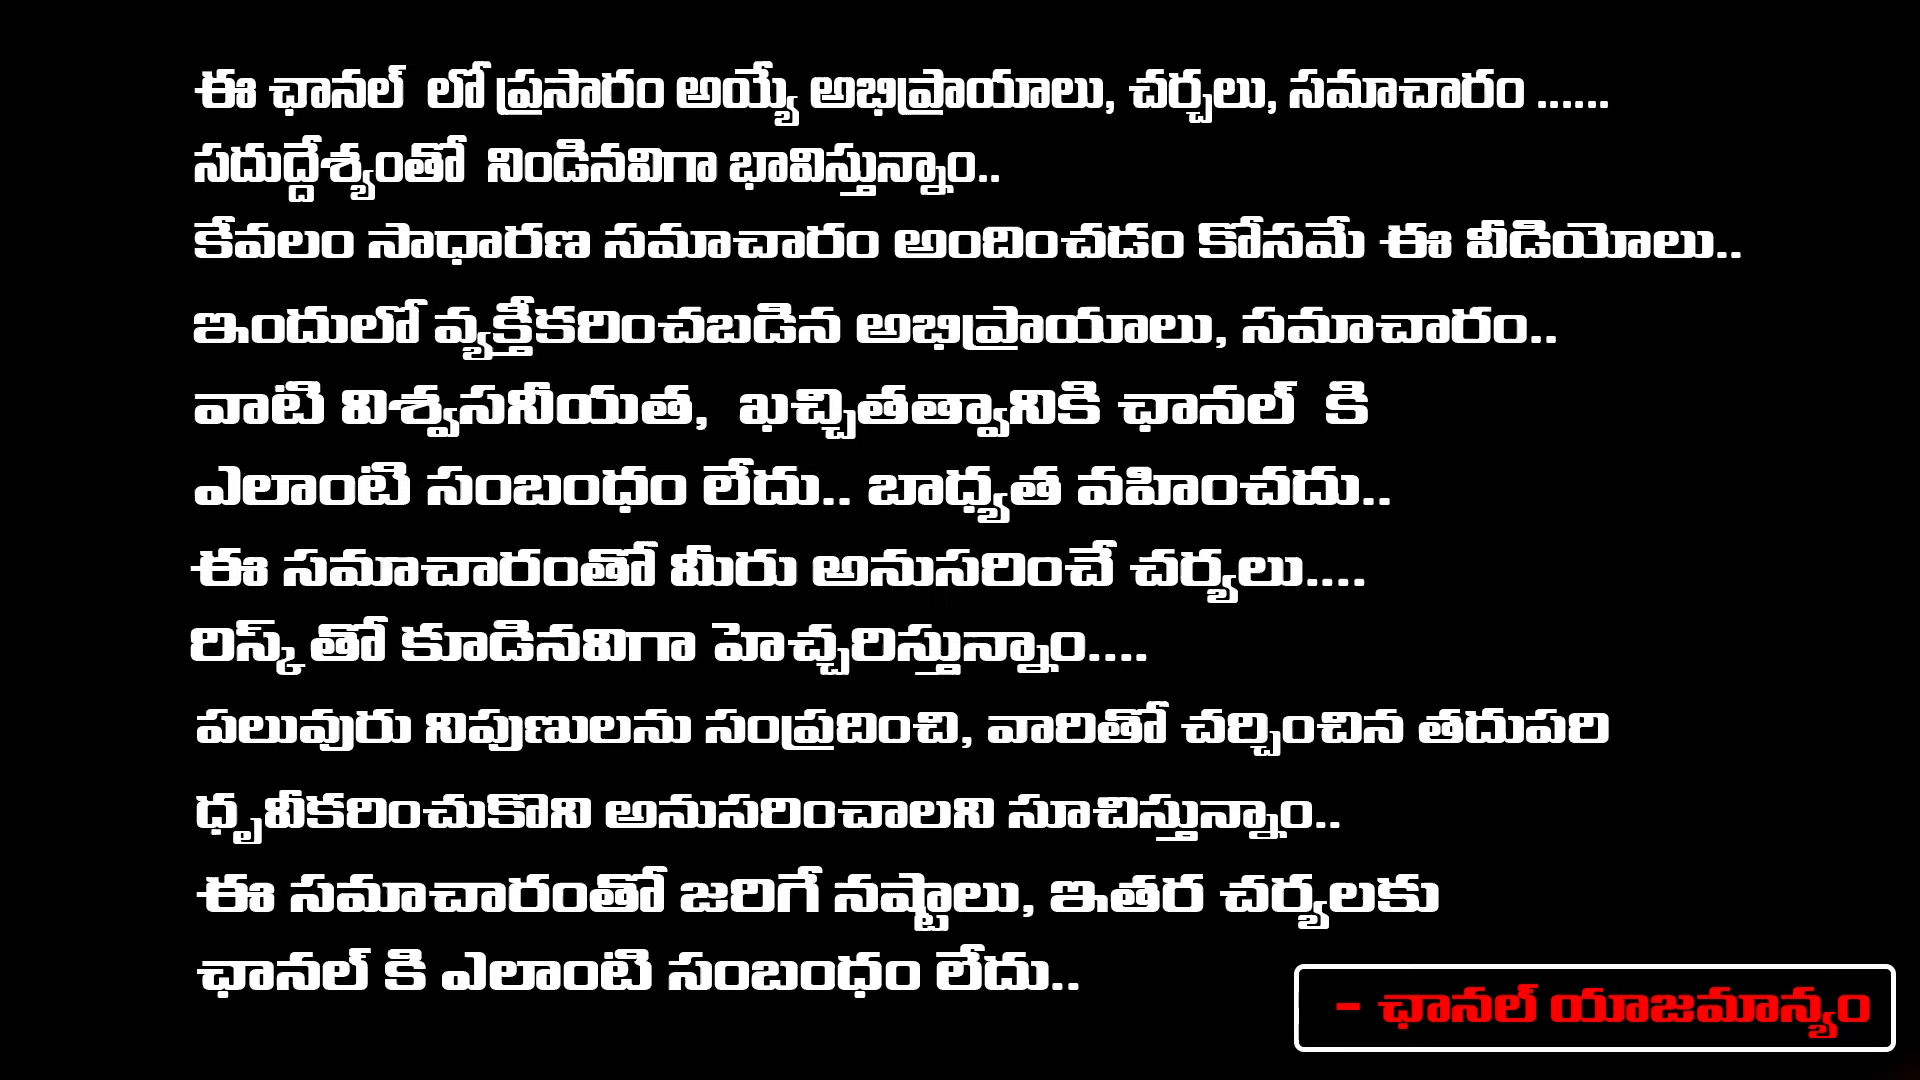 ఈ ఛానల్ లో ప్రసారం అయ్యే అభిప్రాయాలు, చర్చలు, సమాచారం ......
సదుద్దేశ్యంతో నిండినవిగా భావిస్తున్నాం..
కేవలం సాధారణ సమాచారం అందించడం కోసమే ఈ వీడియోలు..
ఇందులో వ్యక్తీకరించబడిన అభిప్రాయాలు, సమాచారం..
వాటి విశ్వసనీయత, ఖచ్చితత్వానికి ఛానల్ కి
ఎలాంటి సంబంధం లేదు.. బాధ్యత వహించదు..
ఈ సమాచారంతో మీరు అనుసరించే చర్యలు....
రిస్క్ తో కూడినవిగా హెచ్చరిస్తున్నాం....
పలువురు నిపుణులను సంప్రదించి, వారితో చర్చించిన తదుపరి
ధృవీకరించుకొని అనుసరించాలని సూచిస్తున్నాం..
ఈ సమాచారంతో జరిగే నష్టాలు, ఇతర చర్యలకు
ఛానల్ కి ఎలాంటి సంబంధం లేదు..
- ఛానల్ యాజమాన్యం